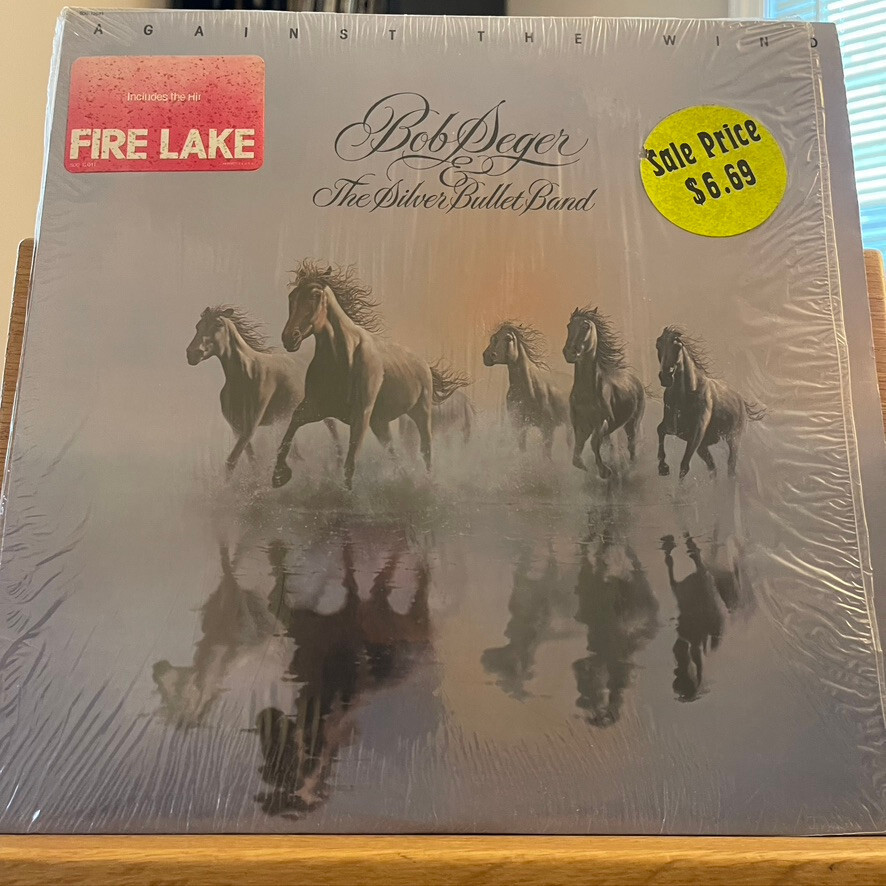 AGAINST THE WIND
Includes the Hit
FIRE LAKE
Bob Seger
&
The Silver Bullet Band
Sale Price
$6.69